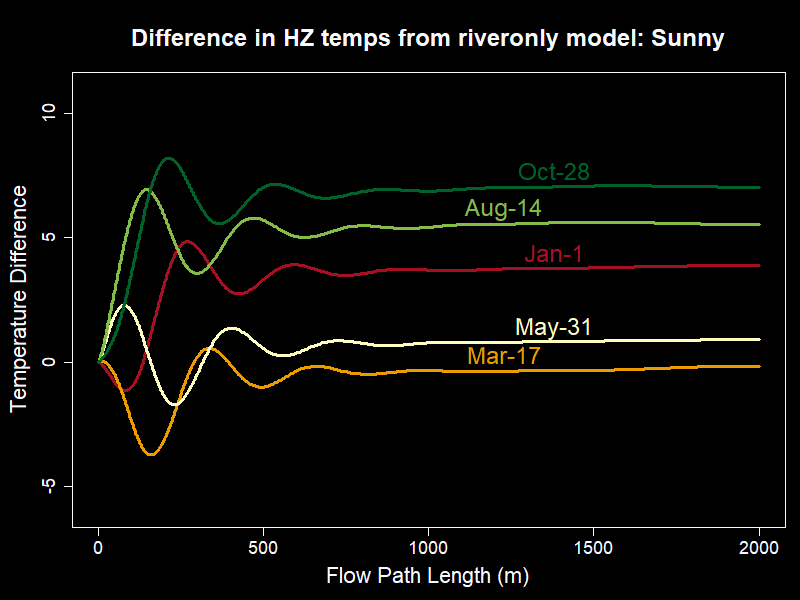 Difference in HZ temps from riveronly model: Sunny
10
5
0
-5
Temperature Difference
Oct-28
Aug-14
Jan-1
May-31
Mar-17
0 500 1000 1500 2000
Flow Path Length (m)